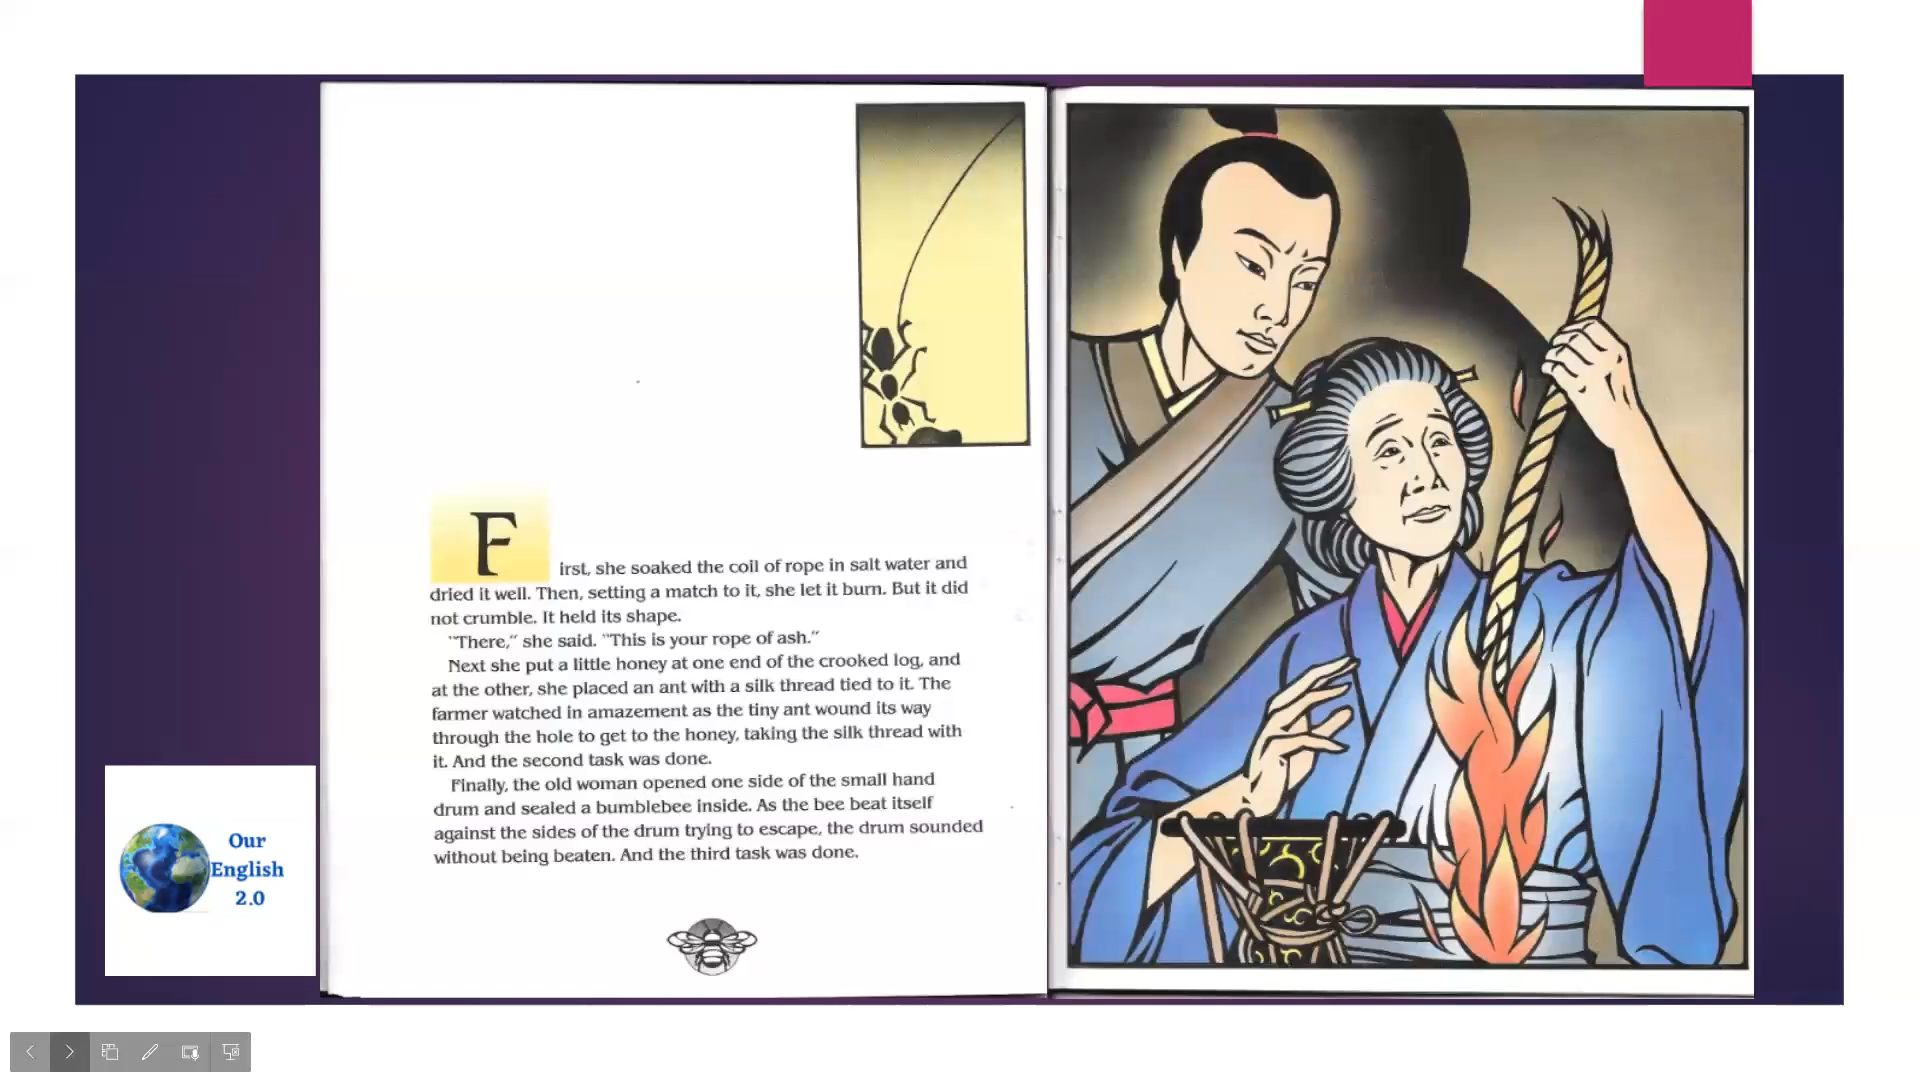 First, she soaked the coil of rope in salt water and
dried it well. Then, setting a match to it, she let it burn. But it did
not crumble. It held its shape.
"There," she said. "This is your rope of ash."
Next she put a little honey at one end of the crooked log, and
at the other, she placed an ant with a silk thread tied to it. The
farmer watched in amazement as the tiny ant wound its way
through the hole to get to the honey, taking the silk thread with
it. And the second task was done.
Finally, the old woman opened one side of the small hand
drum and sealed a bumblebee inside. As the bee beat itself
against the sides of the drum trying to escape, the drum sounded
without being beaten. And the third task was done.
Our
English
2.0